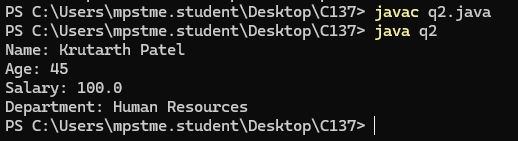 PS C:\Users\mpstme.student\Desktop\C137> javac q2.java
PS C:\Users\mpstme.student\Desktop\C137> java q2
Name: Krutarth Patel
Age: 45
Salary: 100.0
Department: Human Resources
PS C:\Users\mpstme.student\Desktop\C137>